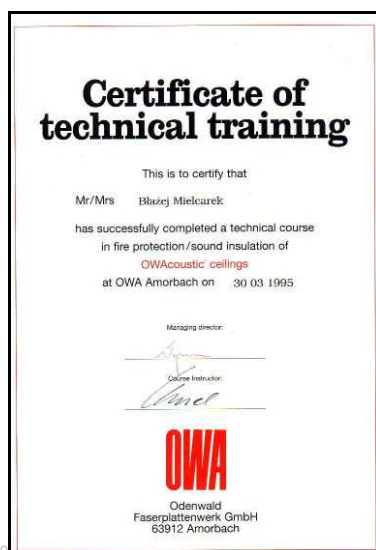 Certificate of
technical training
This is to certify that
Mr/Mrs Błażej Mielcarek
has successfully completed a technical course
in fire protection/sound insulation of
OWAcoustic ceilings
at OWA Amorbach on 30 03 1995
Managing director:
Course Instructor:
OWA
Odenwald
Faserplattenwerk GmbH
63912 Amorbach